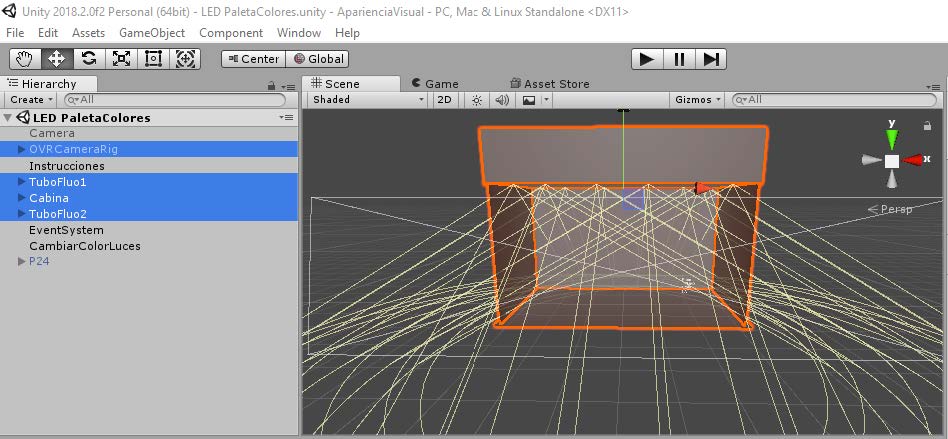 Unity 2018.2.0f2 Personal (64bit) - LED PaletaColores.unity - AparienciaVisual - PC, Mac & Linux Standalone <DX11>
File Edit Assets GameObject Component Window Help
Center Global
Hierarchy Scene Game Asset Store
Create All Shaded 2D Gizmos All
LED PaletaColores
Camera
OVRCameraRig
Instrucciones
TuboFluo1
Cabina
TuboFluo2
EventSystem
CambiarColorLuces
P24
y
x
Persp